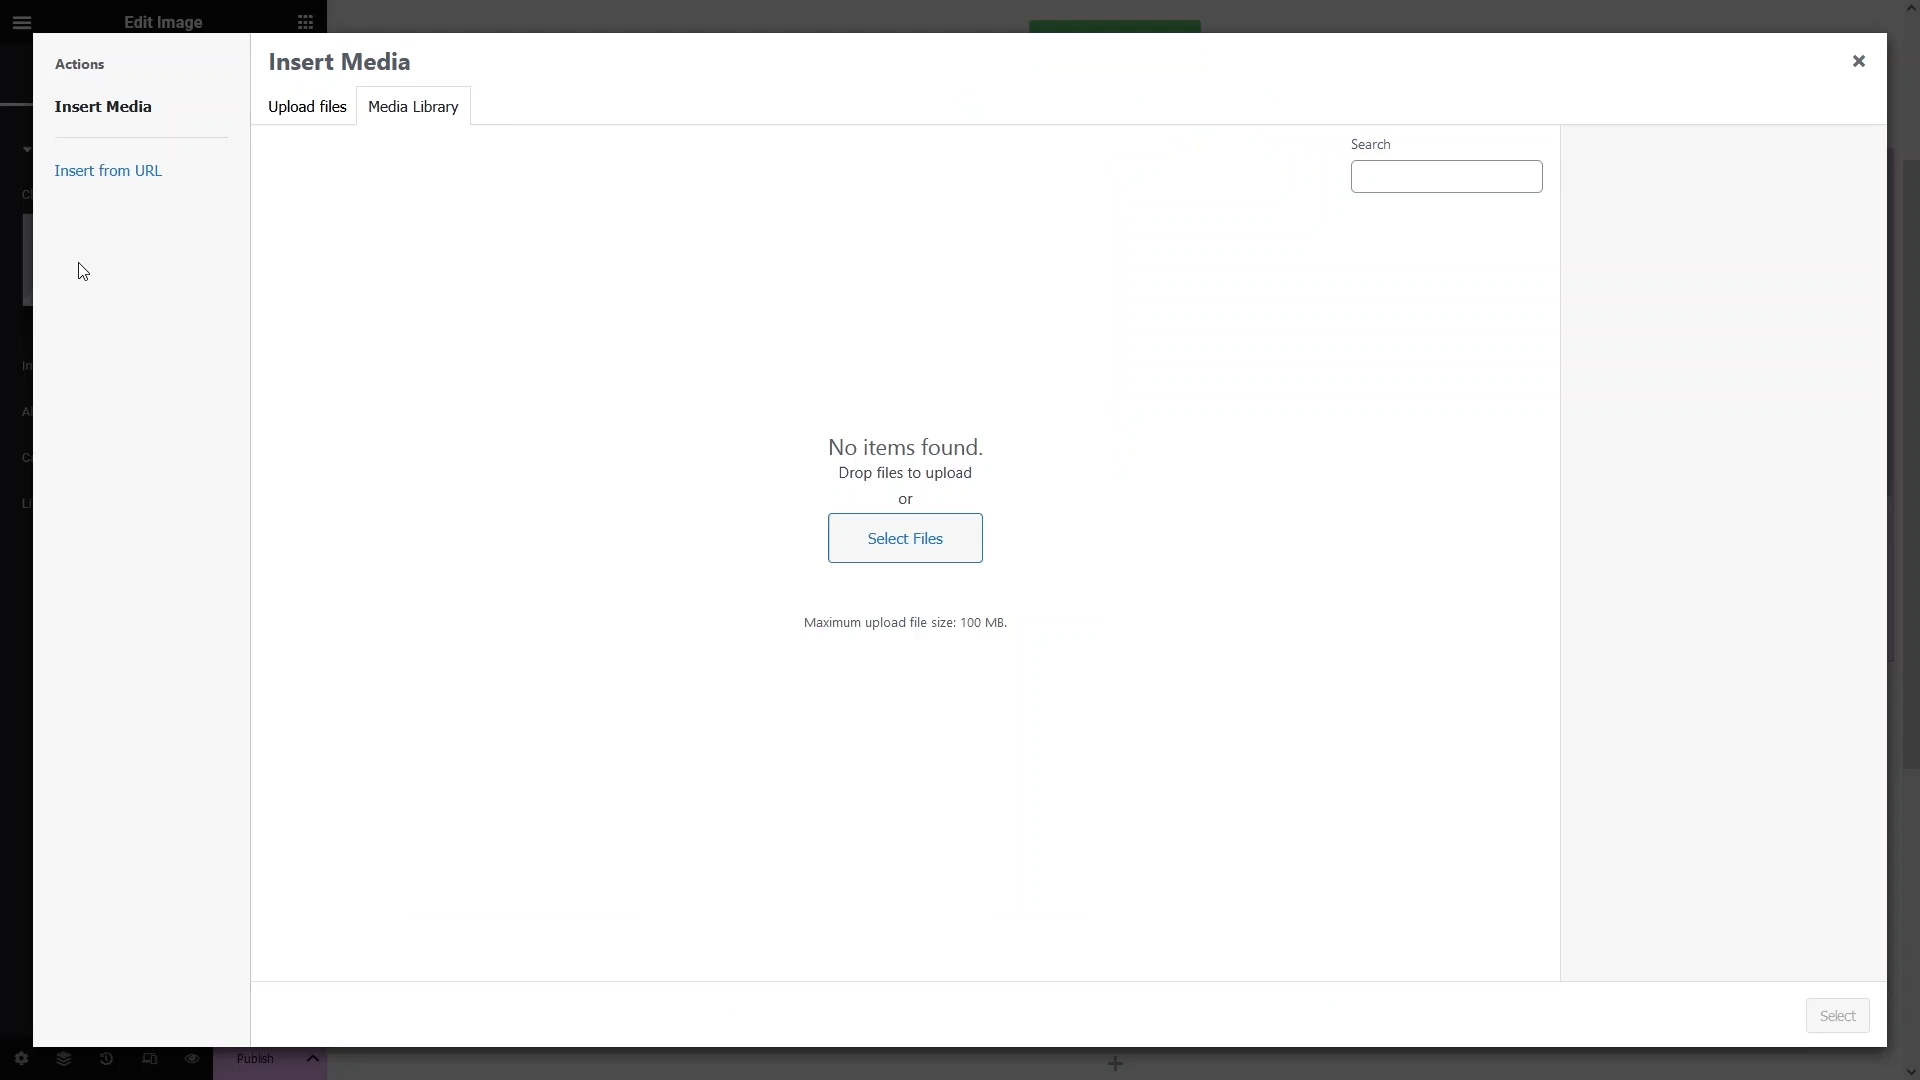 Edit Image
Actions
Insert Media
Insert from URL
Insert Media
Upload files
Media Library
Search
No items found.
Drop files to upload
or
Select Files
Maximum upload file size: 100 MB.
Select
Publish